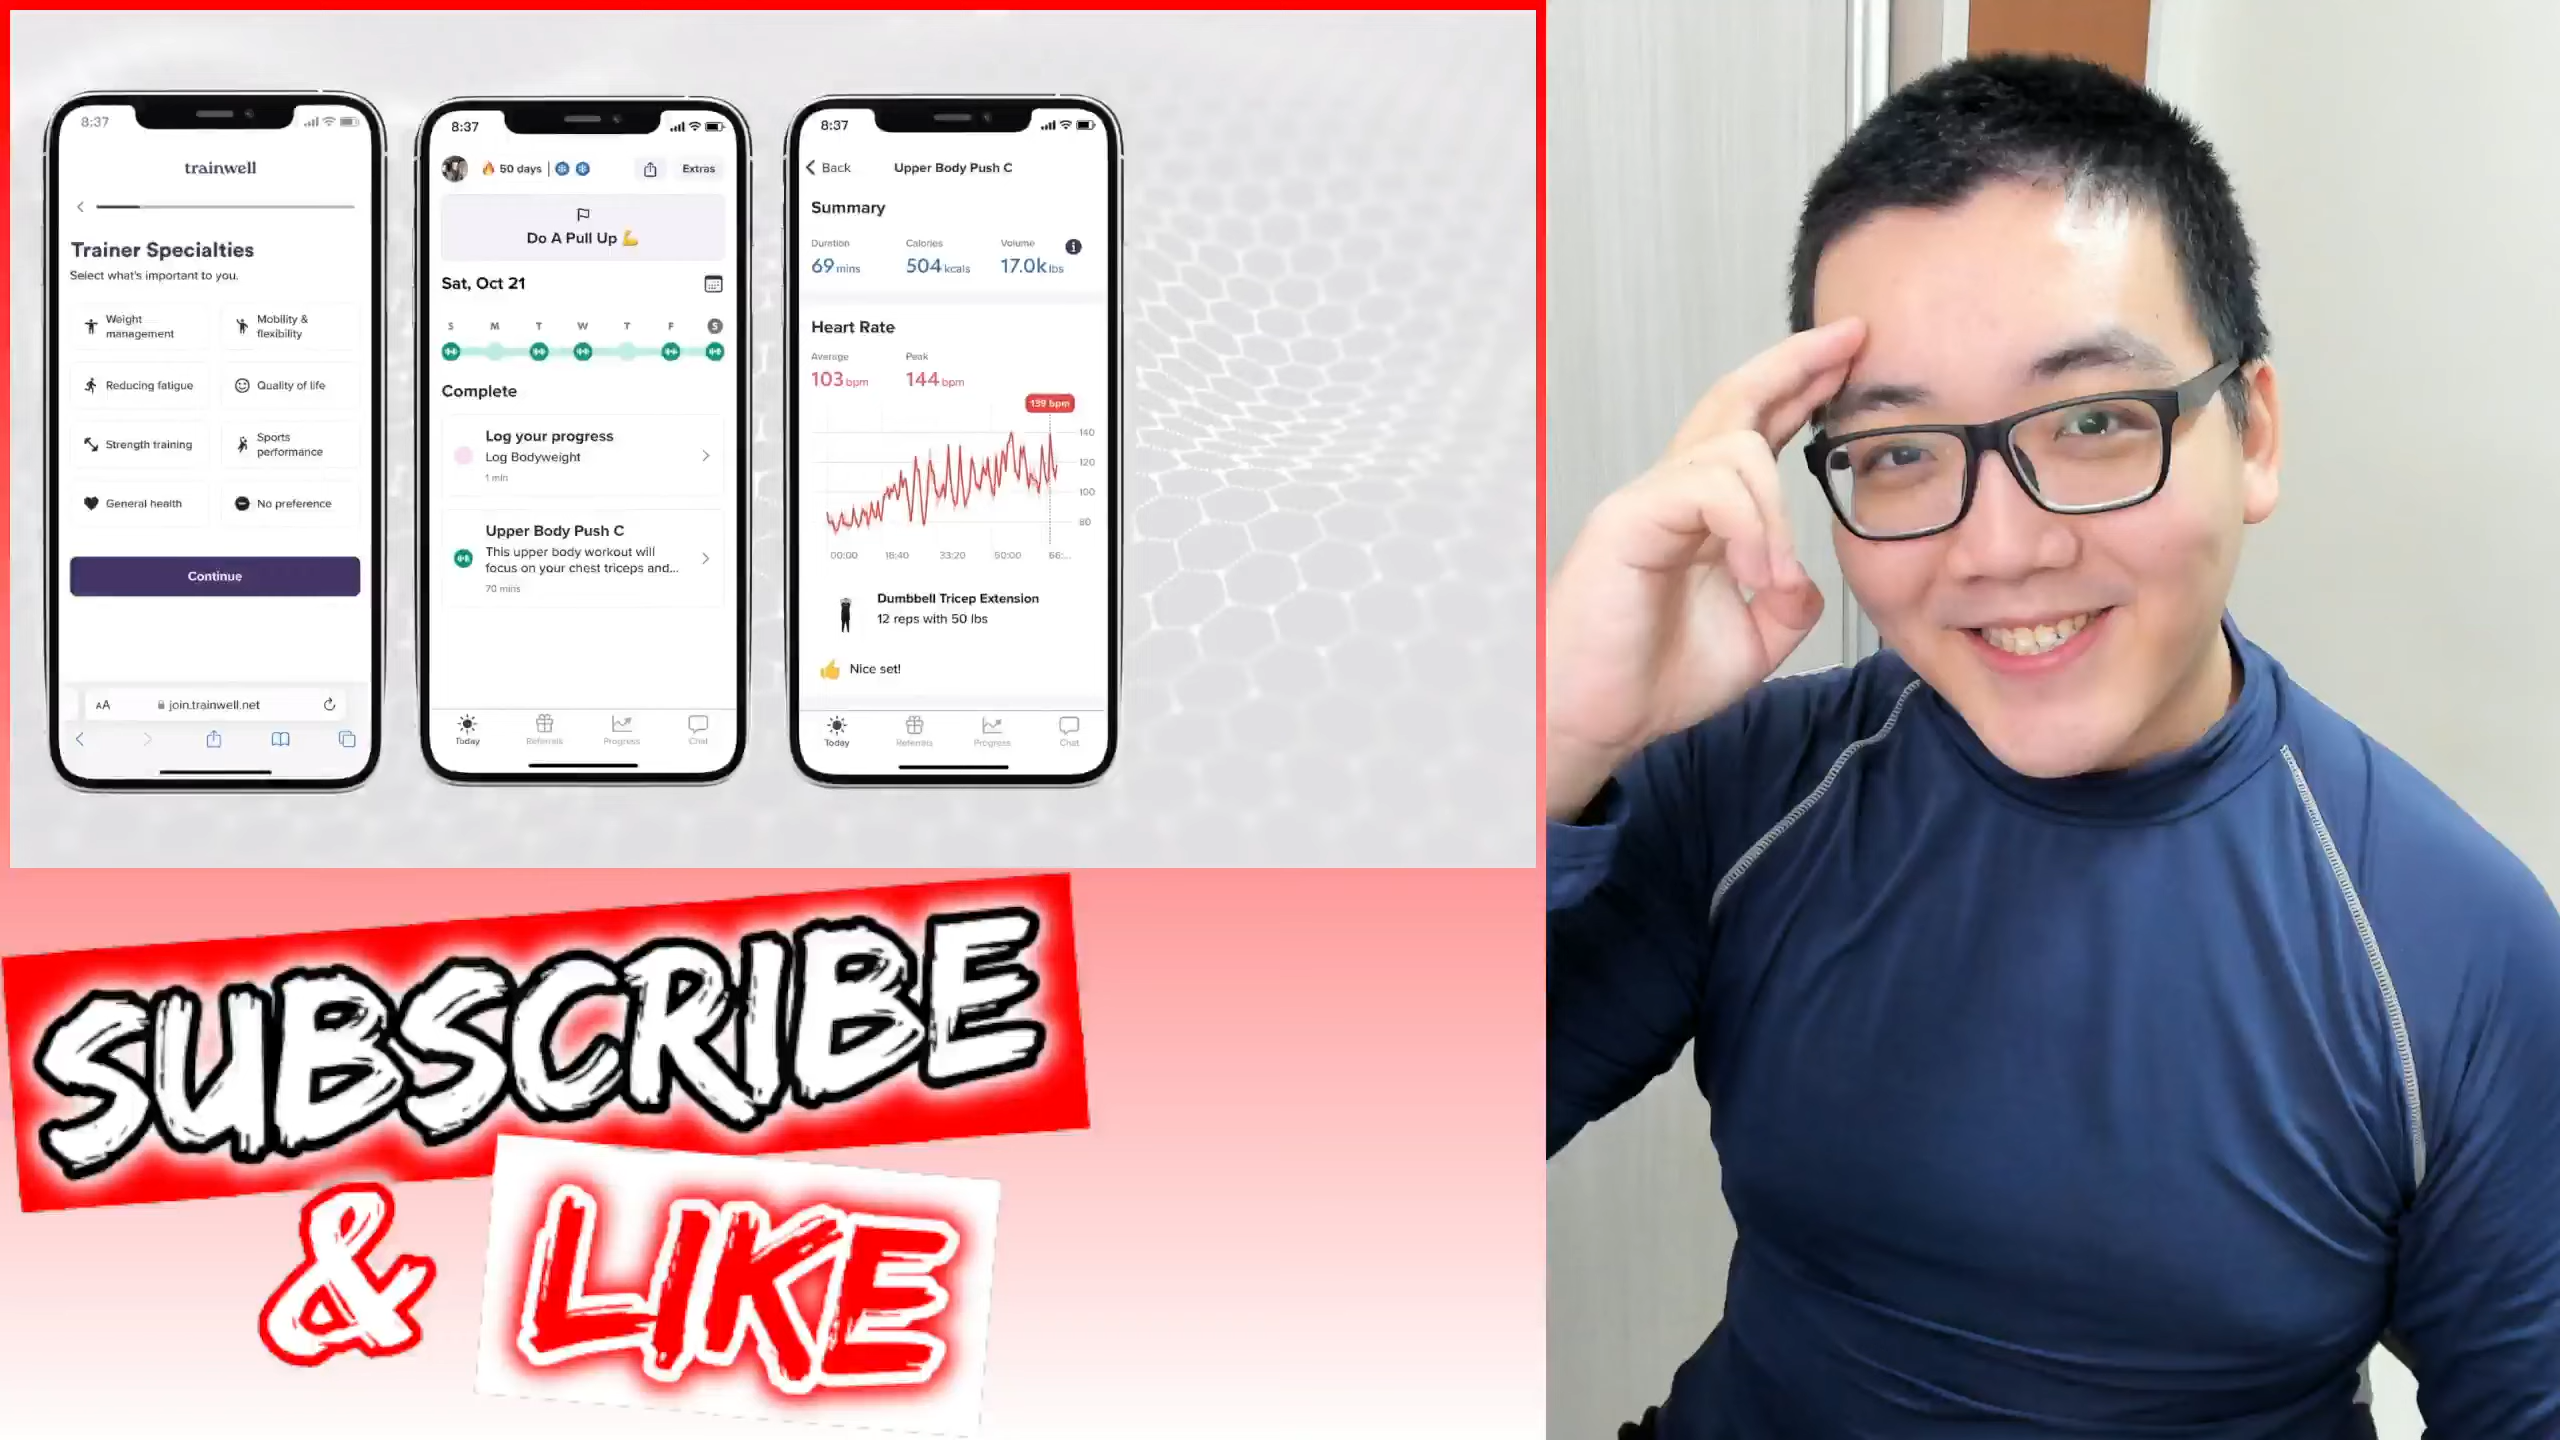 8:37
trainwell
Trainer Specialties
Select what's important to you.
Weight
management
Mobility &
flexibility
Reducing fatigue
Quality of life
Strength training
Sports
performance
General health
No preference
Continue
AA
join.trainwell.net
8:37
50 days |
Extras
Do A Pull Up 💪
Sat, Oct 21
S M T W T F S
Complete
Log your progress
Log Bodyweight
1 min
Upper Body Push C
This upper body workout will
focus on your chest triceps and...
70 mins
Today Referrals Progress Chat
8:37
Back
Upper Body Push C
Summary
Duration Calories Volume
69 mins 504 kcals 17.0k lbs
Heart Rate
Average Peak
103 bpm 144 bpm
139 bpm
140
120
100
80
00:00 16:40 33:20 50:00 56:...
Dumbbell Tricep Extension
12 reps with 50 lbs
👍 Nice set!
Today Referrals Progress Chat
SUBSCRIBE
& LIKE